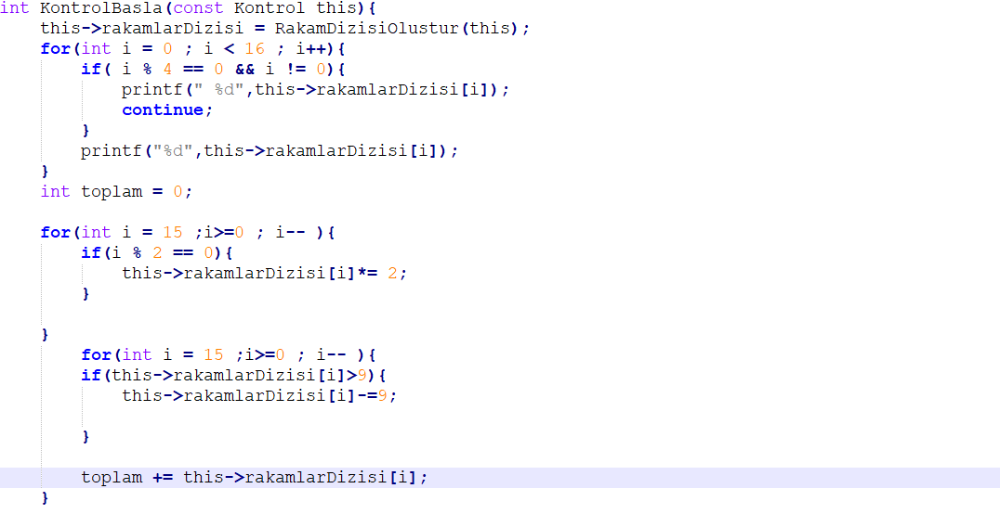 int KontrolBasla(const Kontrol this){
    this->rakamlarDizisi = RakamDizisiOlustur(this);
    for(int i = 0 ; i < 16 ; i++){
        if( i % 4 == 0 && i != 0){
            printf(" %d",this->rakamlarDizisi[i]);
            continue;
        }
        printf("%d",this->rakamlarDizisi[i]);
    }
    int toplam = 0;

    for(int i = 15 ;i>=0 ; i-- ){
        if(i % 2 == 0){
            this->rakamlarDizisi[i]*= 2;
        }

    }
        for(int i = 15 ;i>=0 ; i-- ){
        if(this->rakamlarDizisi[i]>9){
            this->rakamlarDizisi[i]-=9;

        }

        toplam += this->rakamlarDizisi[i];
    }